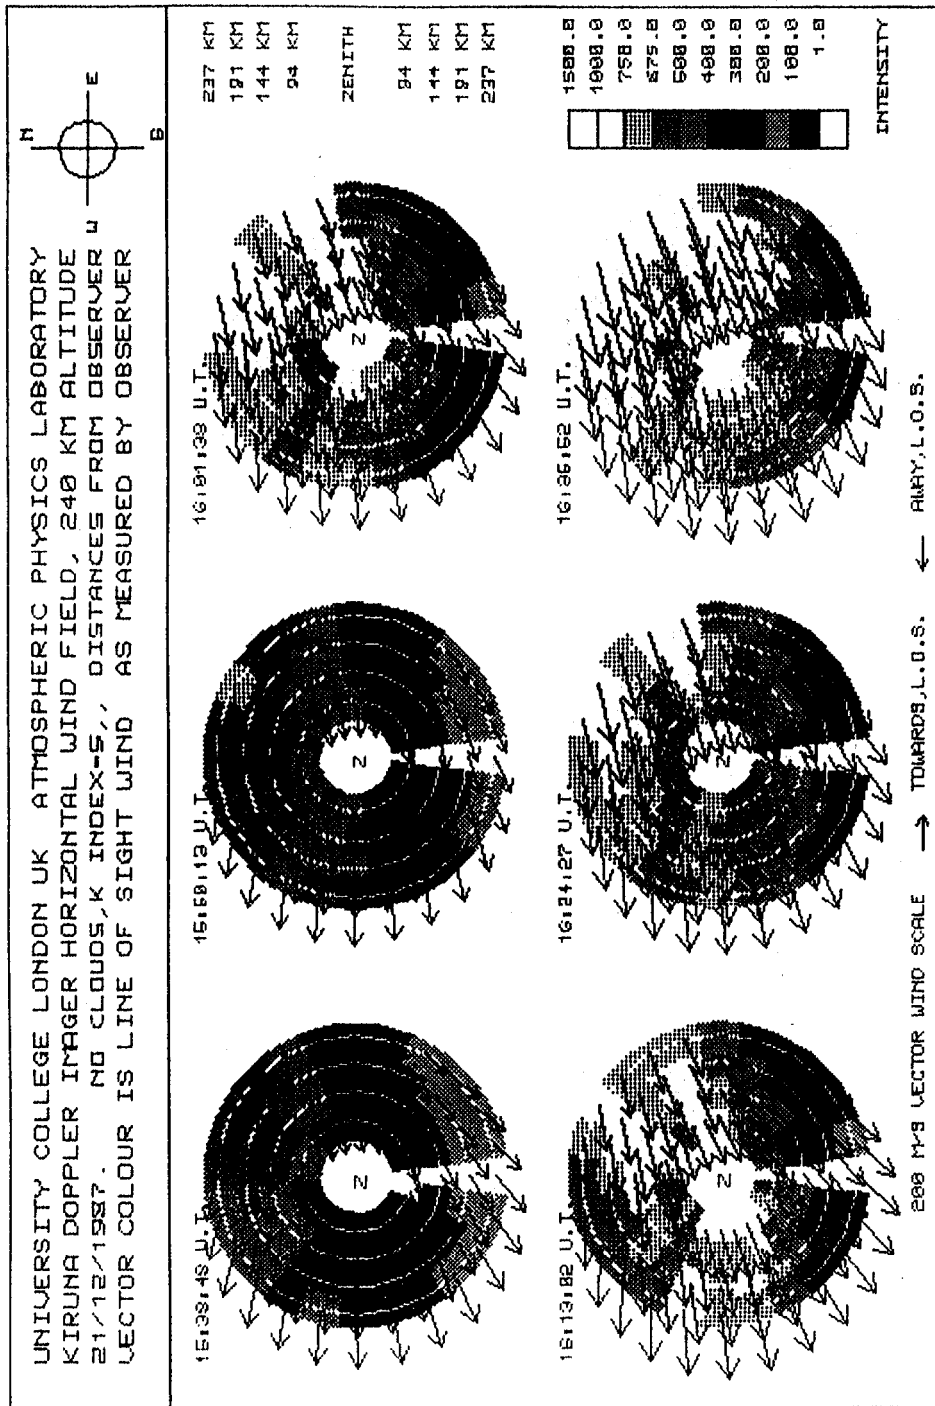 UNIVERSITY COLLEGE LONDON UK ATMOSPHERIC PHYSICS LABORATORY
KIRUNA DOPPLER IMAGER HORIZONTAL WIND FIELD, 240 KM ALTITUDE
21/12/1987. NO CLOUDS,K INDEX=5,, DISTANCES FROM OBSERVER
VECTOR COLOUR IS LINE OF SIGHT WIND AS MEASURED BY OBSERVER
N
W
E
S
15:39:49 U.T.
15:50:13 U.T.
16:01:39 U.T.
237 KM
191 KM
144 KM
94 KM
ZENITH
94 KM
144 KM
191 KM
237 KM
Z
Z
Z
16:13:02 U.T.
16:24:27 U.T.
16:35:52 U.T.
Z
Z
Z
1500.0
1000.0
750.0
675.0
500.0
400.0
300.0
200.0
100.0
1.0
INTENSITY
200 M/S VECTOR WIND SCALE → TOWARDS,L.O.S. ← AWAY,L.O.S.